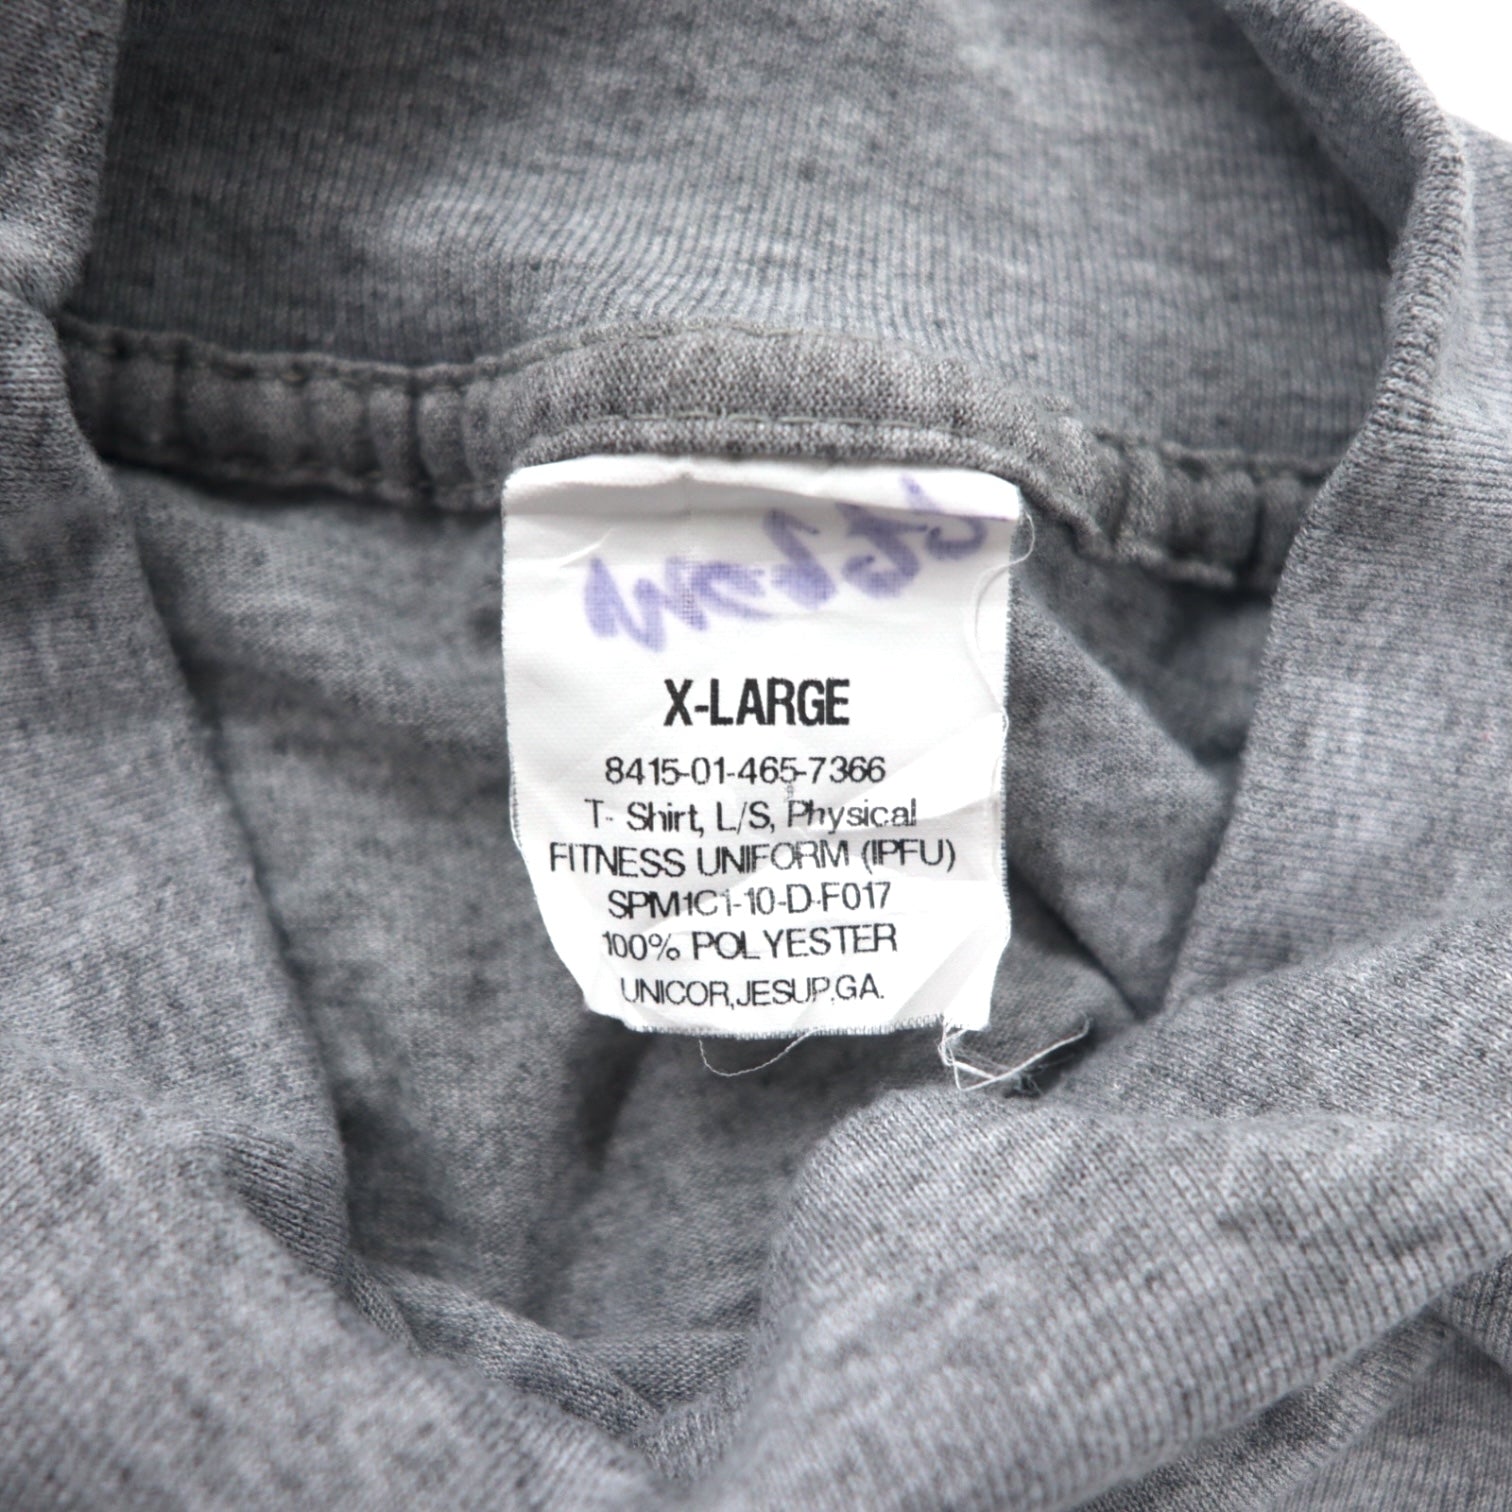 X-LARGE
8415-01-465-7366
T- Shirt, L/S, Physical
FITNESS UNIFORM (IPFU)
SPM1C1-10-D-F017
100% POLYESTER
UNICOR,JESUP,GA.